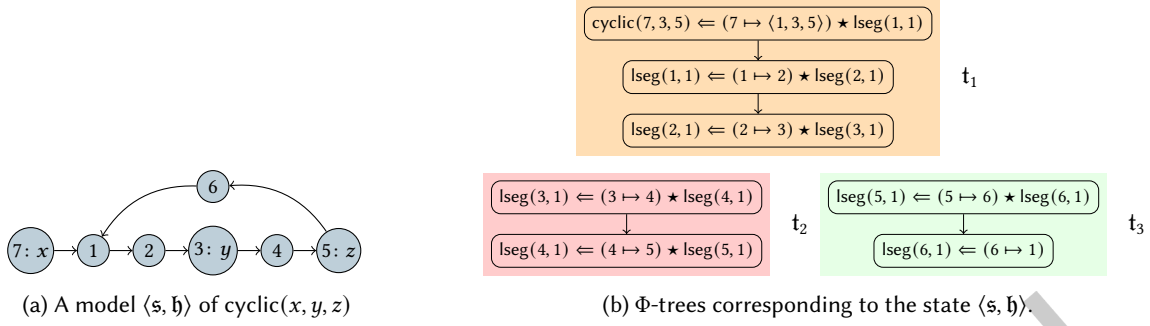 cyclic(7, 3, 5) ⇐ (7 ↦ ⟨1, 3, 5⟩) ★ lseg(1, 1)
lseg(1, 1) ⇐ (1 ↦ 2) ★ lseg(2, 1)
t₁
lseg(2, 1) ⇐ (2 ↦ 3) ★ lseg(3, 1)
6
7: x 1 2 3: y 4 5: z
lseg(3, 1) ⇐ (3 ↦ 4) ★ lseg(4, 1)
lseg(4, 1) ⇐ (4 ↦ 5) ★ lseg(5, 1)
t₂
lseg(5, 1) ⇐ (5 ↦ 6) ★ lseg(6, 1)
lseg(6, 1) ⇐ (6 ↦ 1)
t₃
(a) A model ⟨𝔰, 𝔥⟩ of cyclic(x, y, z)
(b) Φ-trees corresponding to the state ⟨𝔰, 𝔥⟩.